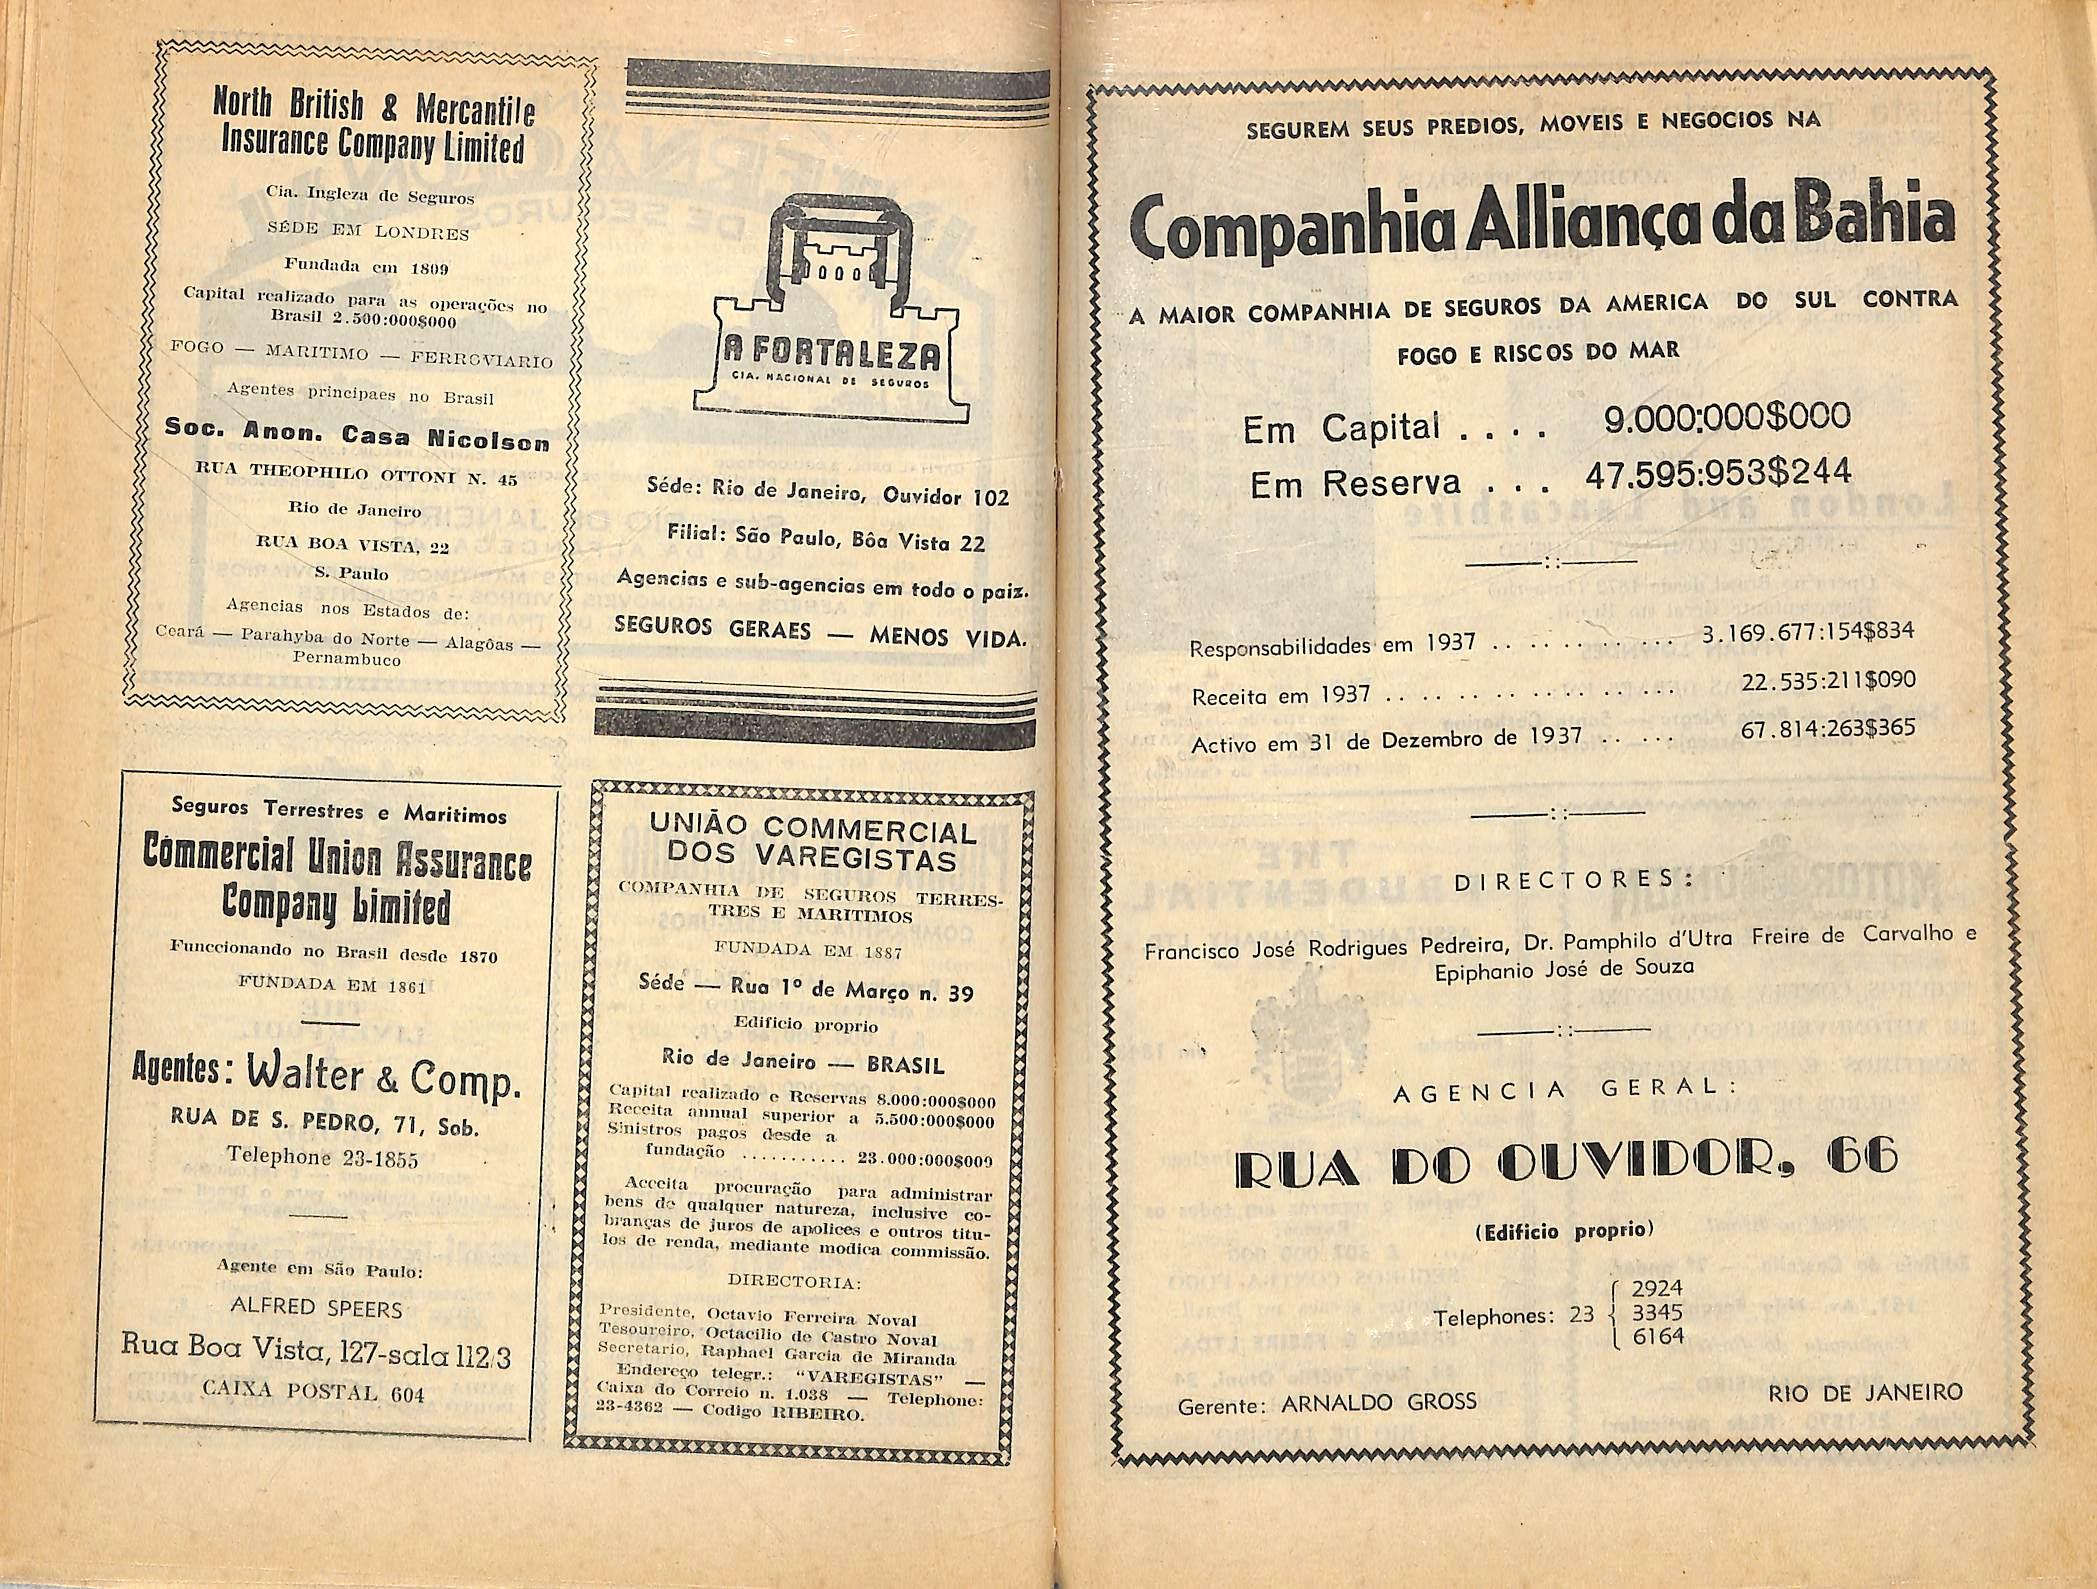 North British & Mercantile
Insurance Company Limited
Cia. Ingleza de Seguros
SÉDE EM LONDRES
Fundada em 1809
Capital realizado para as operações no
Brasil 2.500:000$000
FOGO — MARITIMO — FERROVIARIO
Agentes principaes no Brasil
Soc. Anon. Casa Nicolson
RUA THEOPHILO OTTONI N. 45
Rio de Janeiro
RUA BOA VISTA, 22
S. Paulo
Agencias nos Estados de:
Ceará — Parahyba do Norte — Alagôas —
Pernambuco
A FORTALEZA
CIA. NACIONAL DE SEGUROS
Séde: Rio de Janeiro, Ouvidor 102
Filial: São Paulo, Bôa Vista 22
Agencias e sub-agencias em todo o paiz.
SEGUROS GERAES — MENOS VIDA.
Seguros Terrestres e Maritimos
Commercial Union Assurance
Company Limited
Funccionando no Brasil desde 1870
FUNDADA EM 1861
Agentes: Walter & Comp.
RUA DE S. PEDRO, 71, Sob.
Telephone 23-1855
Agente em São Paulo:
ALFRED SPEERS
Rua Boa Vista, 127-sala 112/3
CAIXA POSTAL 604
UNIÃO COMMERCIAL
DOS VAREGISTAS
COMPANHIA DE SEGUROS TERRES-
TRES E MARITIMOS
FUNDADA EM 1887
Séde — Rua 1º de Março n. 39
Edificio proprio
Rio de Janeiro — BRASIL
Capital realizado e Reservas 8.000:000$000
Receita annual superior a 5.500:000$000
Sinistros pagos desde a
fundação ........... 23.000:000$000
Acceita procuração para administrar
bens de qualquer natureza, inclusive co-
branças de juros de apolices e outros titu-
los de renda, mediante modica commissão.
DIRECTORIA:
Presidente, Octavio Ferreira Noval
Tesoureiro, Octacilio de Castro Noval
Secretario, Raphael Garcia de Miranda
Endereço telegr.: "VAREGISTAS" —
Caixa do Correio n. 1.038 — Telephone:
23-4362 — Codigo RIBEIRO.
SEGUREM SEUS PREDIOS, MOVEIS E NEGOCIOS NA
Companhia Alliança da Bahia
A MAIOR COMPANHIA DE SEGUROS DA AMERICA DO SUL CONTRA
FOGO E RISCOS DO MAR
Em Capital .... 9.000:000$000
Em Reserva ... 47.595:953$244
Responsabilidades em 1937 .. .. .. .. .. ... 3.169.677:154$834
Receita em 1937 .. .. .. .. .. .. .. ... 22.535:211$090
Activo em 31 de Dezembro de 1937 .. ... 67.814:263$365
DIRECTORES:
Francisco José Rodrigues Pedreira, Dr. Pamphilo d'Utra Freire de Carvalho e
Epiphanio José de Souza
AGENCIA GERAL:
RUA DO OUVIDOR, 66
(Edificio proprio)
Telephones: 23 { 2924
3345
6164
Gerente: ARNALDO GROSS RIO DE JANEIRO